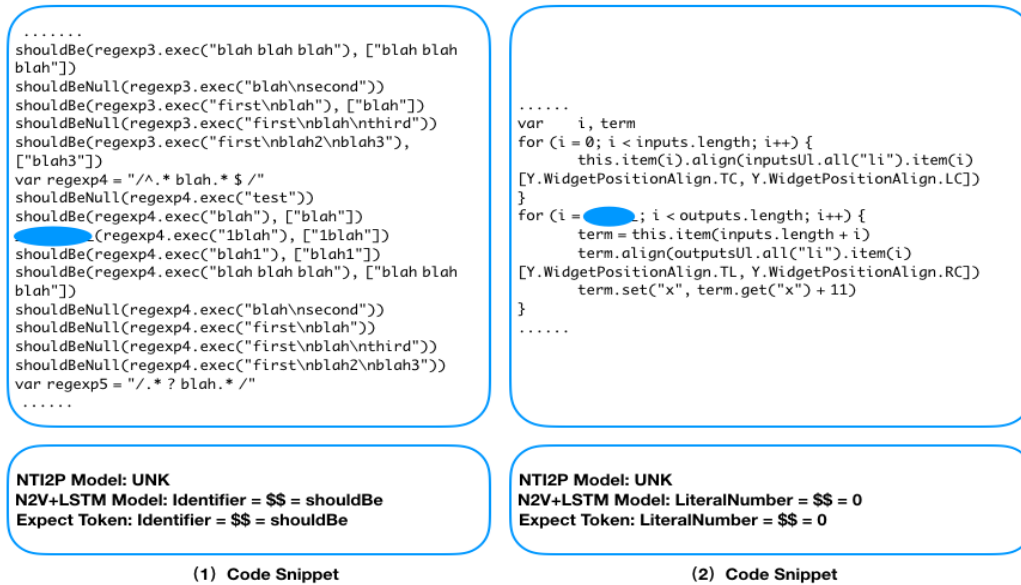 .......
shouldBe(regexp3.exec("blah blah blah"), ["blah blah
blah"])
shouldBeNull(regexp3.exec("blah\nsecond"))
shouldBe(regexp3.exec("first\nblah"), ["blah"])
shouldBeNull(regexp3.exec("first\nblah\nthird"))
shouldBe(regexp3.exec("first\nblah2\nblah3"),
["blah3"])
var regexp4 = "/^.* blah.* $ /"
shouldBeNull(regexp4.exec("test"))
shouldBe(regexp4.exec("blah"), ["blah"])
(regexp4.exec("1blah"), ["1blah"])
shouldBe(regexp4.exec("blah1"), ["blah1"])
shouldBe(regexp4.exec("blah blah blah"), ["blah blah
blah"])
shouldBeNull(regexp4.exec("blah\nsecond"))
shouldBeNull(regexp4.exec("first\nblah"))
shouldBeNull(regexp4.exec("first\nblah\nthird"))
shouldBeNull(regexp4.exec("first\nblah2\nblah3"))
var regexp5 = "/.* ? blah.* /"
......
NTI2P Model: UNK
N2V+LSTM Model: Identifier = $$ = shouldBe
Expect Token: Identifier = $$ = shouldBe
（1）Code Snippet
......
var i, term
for (i = 0; i < inputs.length; i++) {
this.item(i).align(inputsUl.all("li").item(i)
[Y.WidgetPositionAlign.TC, Y.WidgetPositionAlign.LC])
}
for (i = ; i < outputs.length; i++) {
term = this.item(inputs.length + i)
term.align(outputsUl.all("li").item(i)
[Y.WidgetPositionAlign.TL, Y.WidgetPositionAlign.RC])
term.set("x", term.get("x") + 11)
}
......
NTI2P Model: UNK
N2V+LSTM Model: LiteralNumber = $$ = 0
Expect Token: LiteralNumber = $$ = 0
（2）Code Snippet